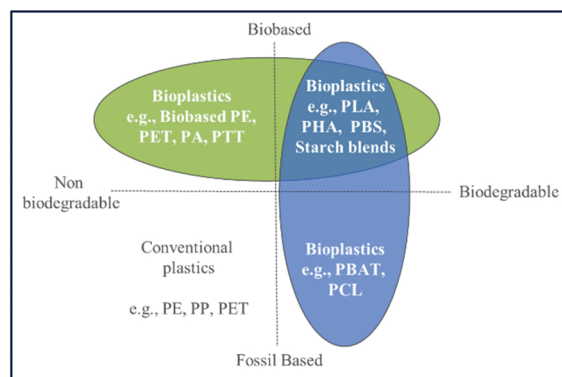 Biobased
Bioplastics
e.g., Biobased PE,
PET, PA, PTT
Bioplastics
e.g., PLA,
PHA, PBS,
Starch blends
Non
biodegradable
Biodegradable
Conventional
plastics
e.g., PE, PP, PET
Bioplastics
e.g., PBAT,
PCL
Fossil Based